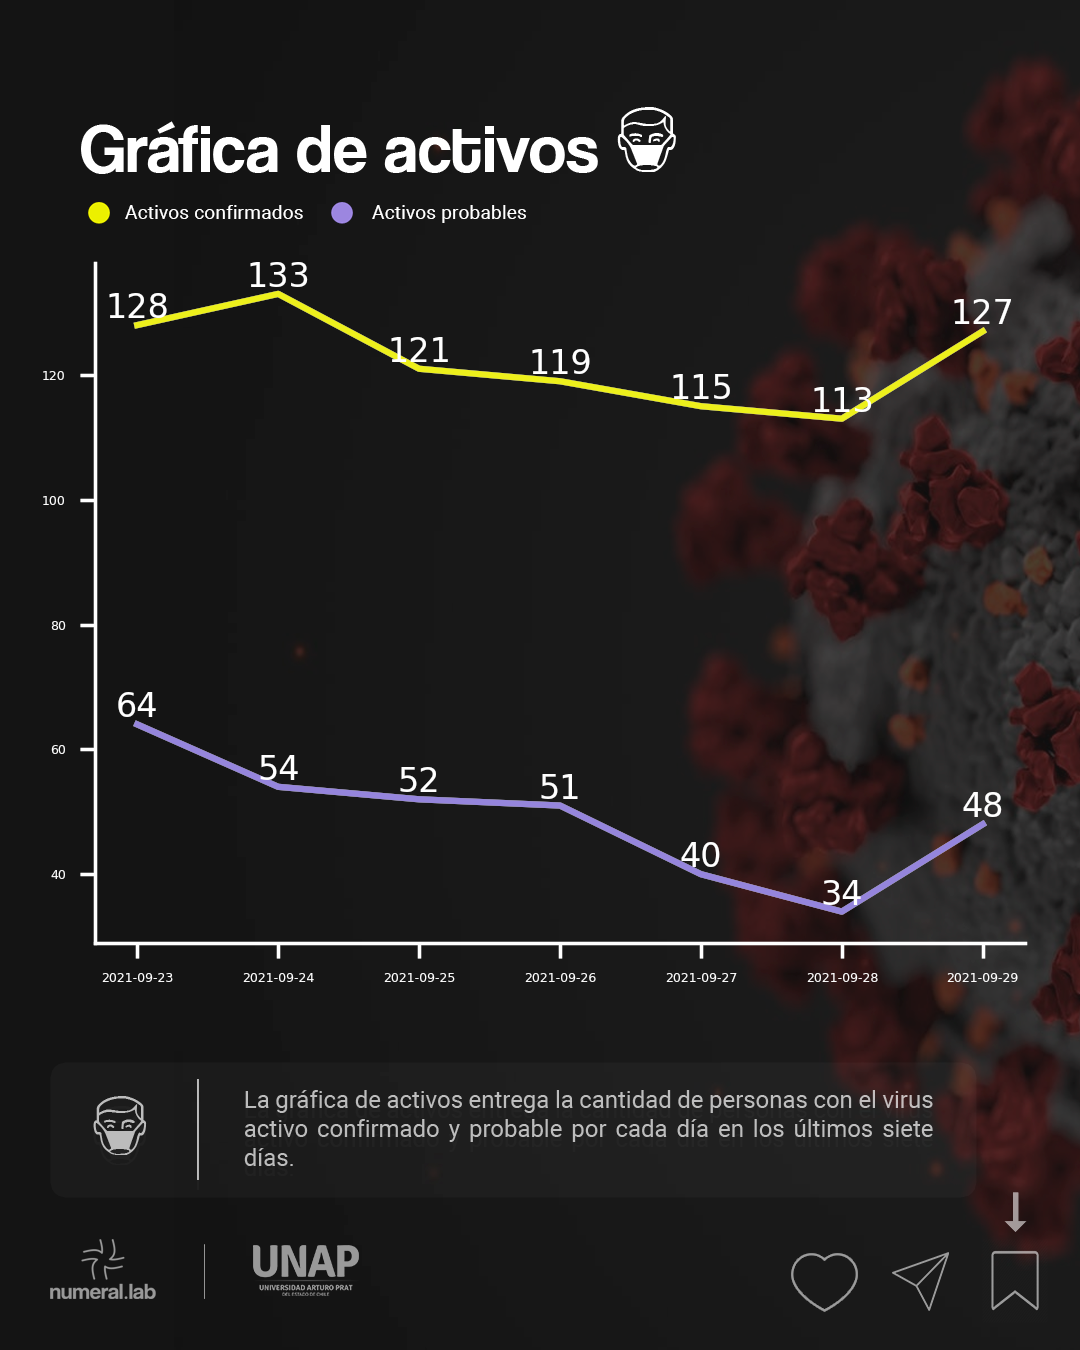 Gráfica de activos
Activos confirmados Activos probables
128 133 121 119 115 113 127
120
100
80
60
40
64 54 52 51 40 34 48
2021-09-23 2021-09-24 2021-09-25 2021-09-26 2021-09-27 2021-09-28 2021-09-29
La gráfica de activos entrega la cantidad de personas con el virus
activo confirmado y probable por cada día en los últimos siete
días.
numeral.lab
UNAP
UNIVERSIDAD ARTURO PRAT
DEL ESTADO DE CHILE